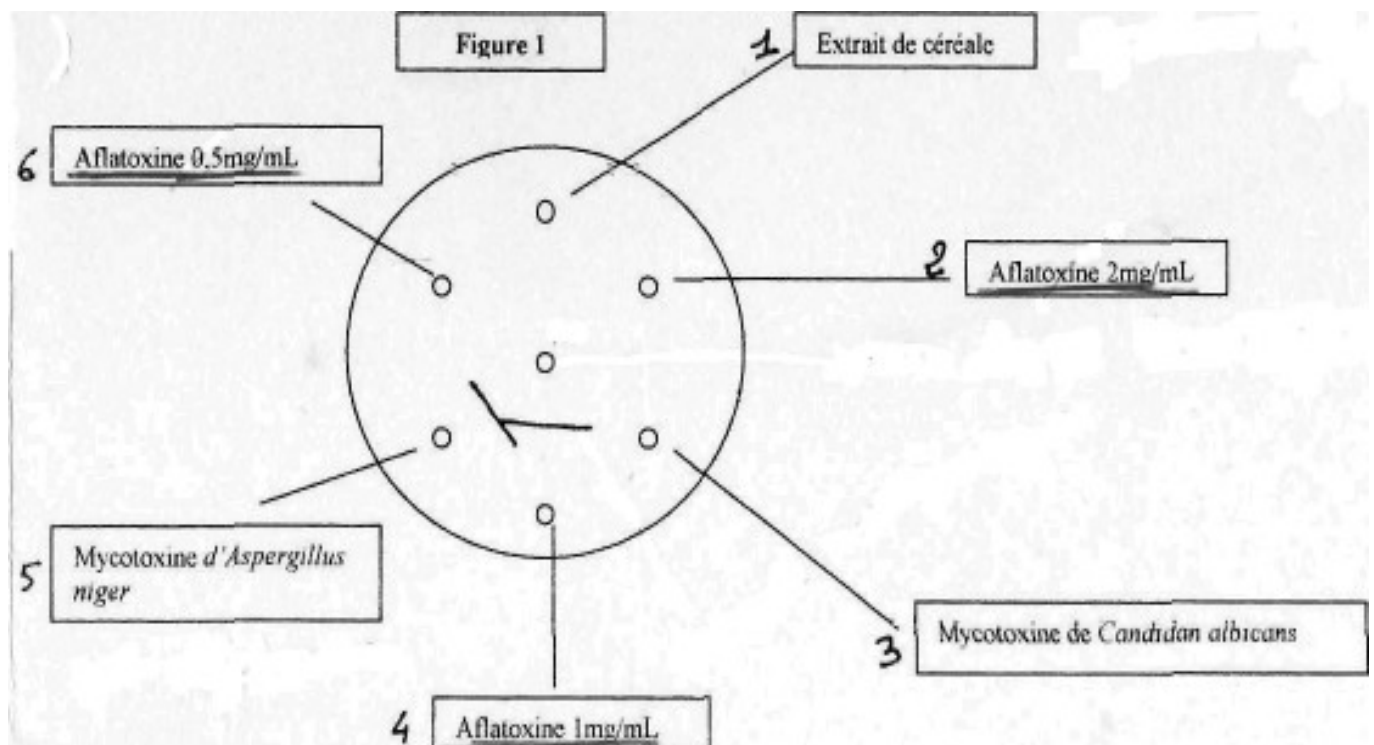 Figure 1
1 Extrait de céréale
6 Aflatoxine 0,5mg/mL
2 Aflatoxine 2mg/mL
5 Mycotoxine d'Aspergillus
niger
3 Mycotoxine de Candidan albicans
4 Aflatoxine 1mg/mL